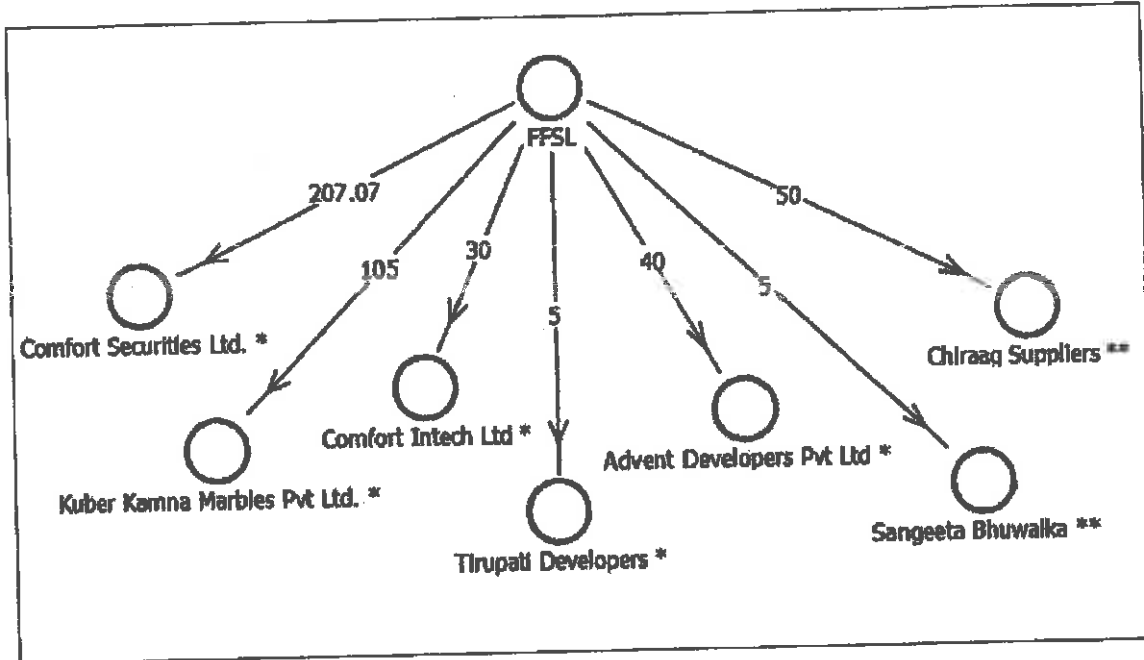 FFSL
207.07
50
30
40
105
5
5
Comfort Securities Ltd. *
Chiraag Suppliers **
Comfort Intech Ltd *
Advent Developers Pvt Ltd *
Kuber Kamna Marbles Pvt Ltd. *
Sangeeta Bhuwalka **
Tirupati Developers *